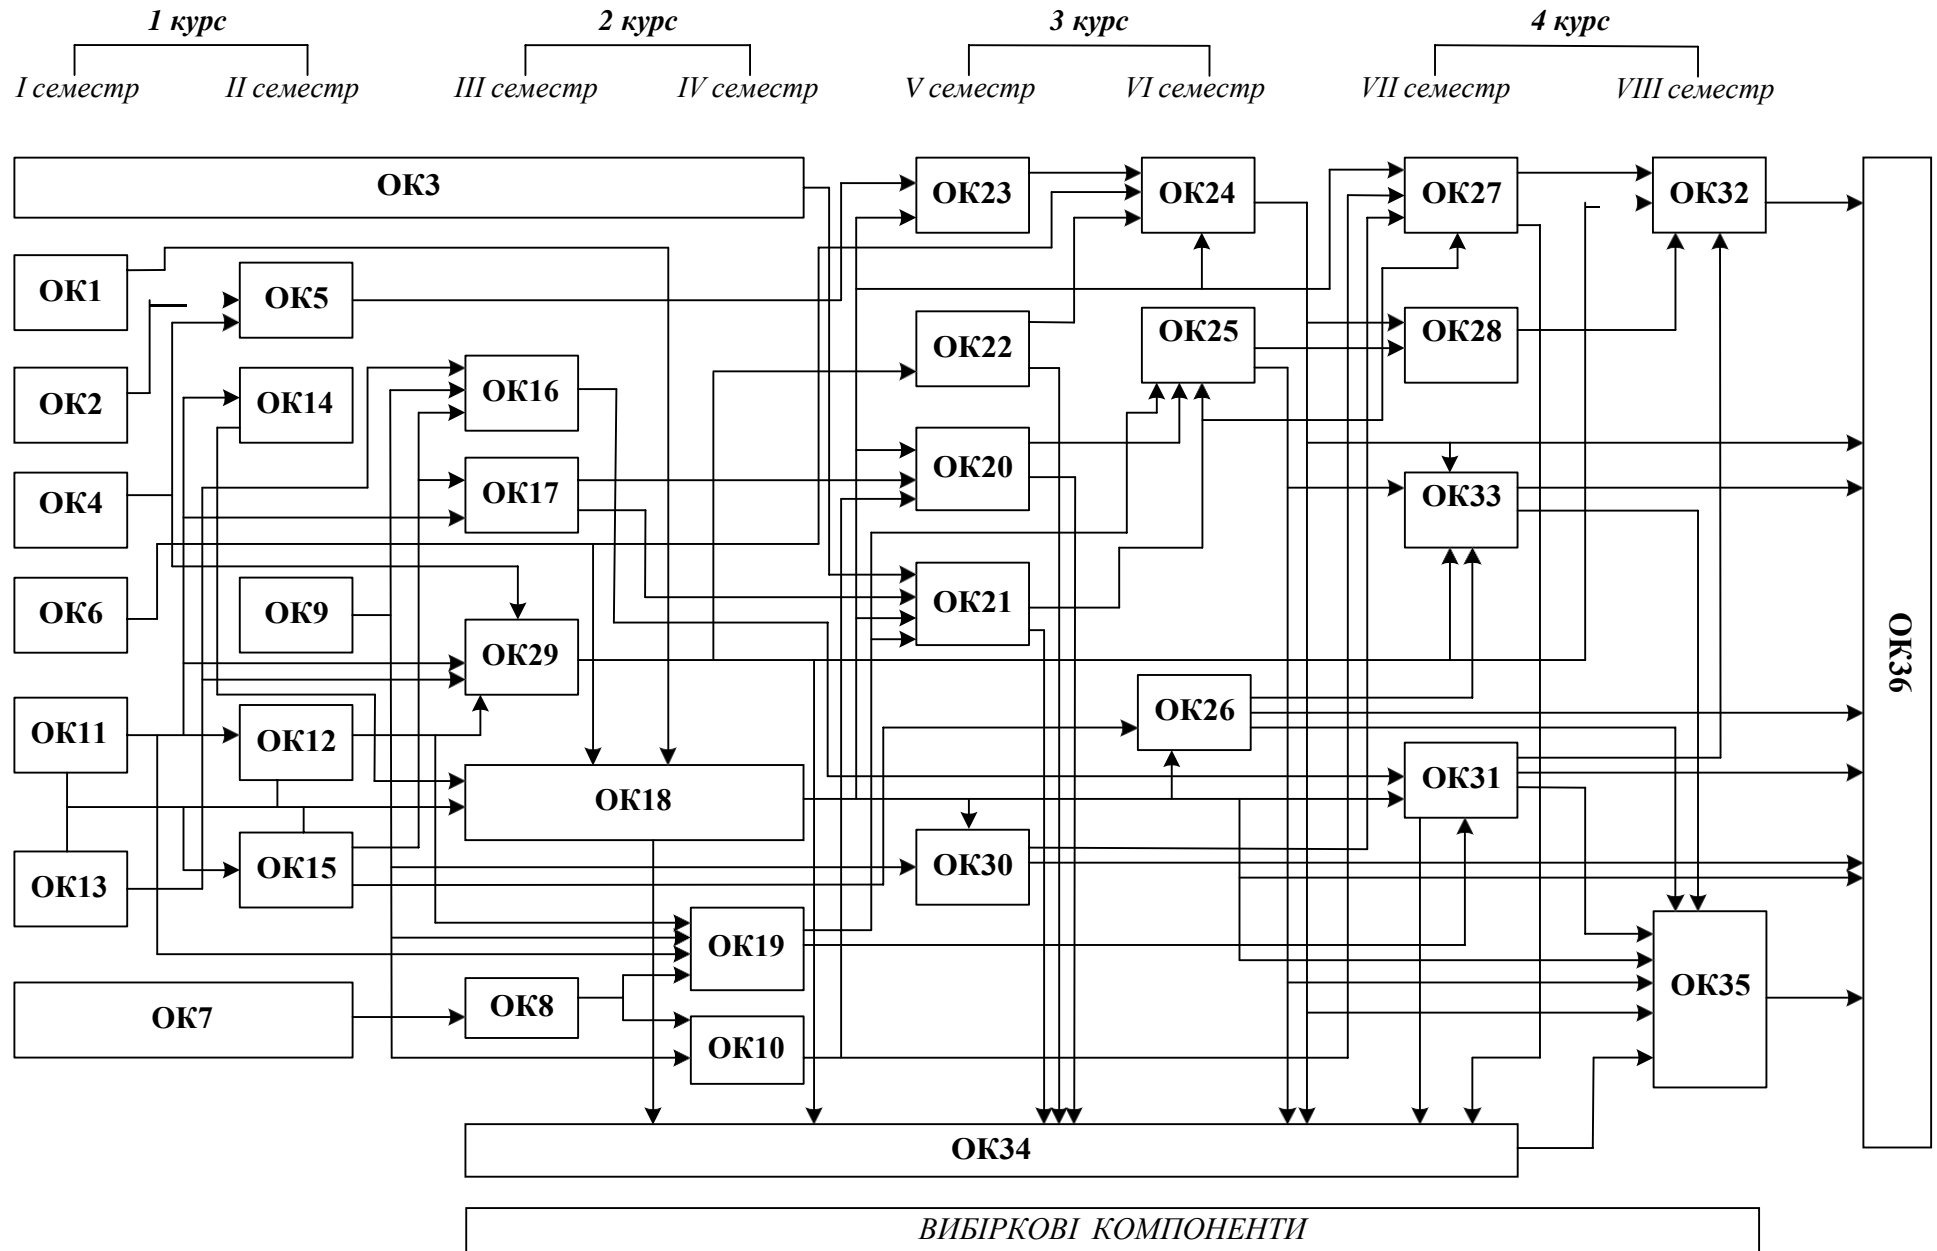 1 курс 2 курс 3 курс 4 курс
I семестр II семестр III семестр IV семестр V семестр VI семестр VII семестр VIII семестр
ОК3
ОК23
ОК24
ОК27
ОК32
ОК1
ОК5
ОК22
ОК25
ОК28
ОК2
ОК14
ОК16
ОК20
ОК4
ОК17
ОК33
ОК6
ОК9
ОК29
ОК21
ОК36
ОК11
ОК12
ОК26
ОК18
ОК31
ОК13
ОК15
ОК30
ОК19
ОК7
ОК8
ОК10
ОК35
ОК34
ВИБІРКОВІ КОМПОНЕНТИ